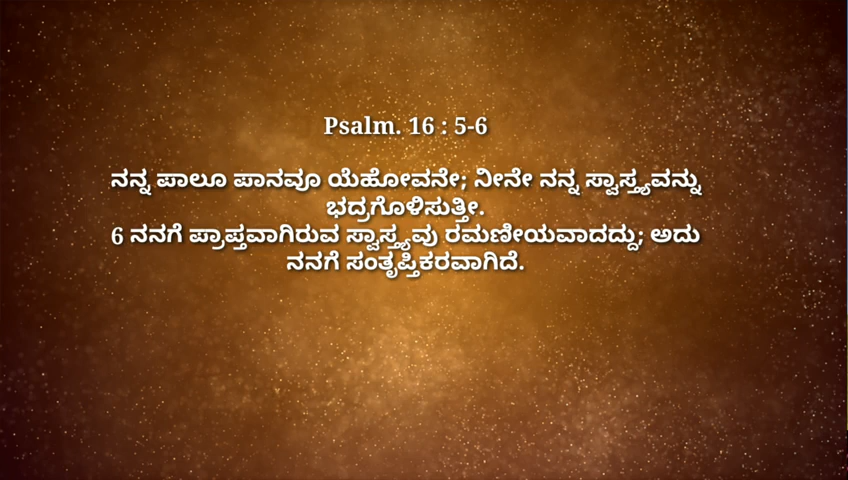 Psalm. 16 : 5-6
ನನ್ನ ಪಾಲೂ ಪಾನವೂ ಯೆಹೋವನೇ; ನೀನೇ ನನ್ನ ಸ್ವಾಸ್ತ್ಯವನ್ನು
ಭದ್ರಗೊಳಿಸುತ್ತೀ.
6 ನನಗೆ ಪ್ರಾಪ್ತವಾಗಿರುವ ಸ್ವಾಸ್ತ್ಯವು ರಮಣೀಯವಾದದ್ದು; ಅದು
ನನಗೆ ಸಂತೃಪ್ತಿಕರವಾಗಿದೆ.